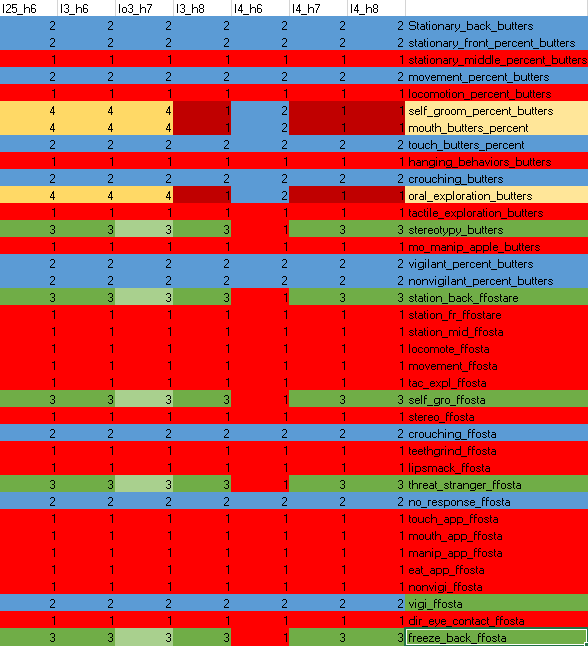 l25_h6 l3_h6 lo3_h7 l3_h8 l4_h6 l4_h7 l4_h8
2 2 2 2 2 2 2 Stationary_back_butters
2 2 2 2 2 2 2 stationary_front_percent_butters
1 1 1 1 1 1 1 stationary_middle_percent_butters
2 2 2 2 2 2 2 movement_percent_butters
1 1 1 1 1 1 1 locomotion_percent_butters
4 4 4 1 2 1 1 self_groom_percent_butters
4 4 4 1 2 1 1 mouth_butters_percent
2 2 2 2 2 2 2 touch_butters_percent
1 1 1 1 1 1 1 hanging_behaviors_butters
2 2 2 2 2 2 2 crouching_butters
4 4 4 1 2 1 1 oral_exploration_butters
1 1 1 1 1 1 1 tactile_exploration_butters
3 3 3 3 1 3 3 stereotypy_butters
1 1 1 1 1 1 1 mo_manip_apple_butters
2 2 2 2 2 2 2 vigilant_percent_butters
2 2 2 2 2 2 2 nonvigilant_percent_butters
3 3 3 3 1 3 3 station_back_ffostare
1 1 1 1 1 1 1 station_fr_ffostare
1 1 1 1 1 1 1 station_mid_ffosta
1 1 1 1 1 1 1 locomote_ffosta
1 1 1 1 1 1 1 movement_ffosta
1 1 1 1 1 1 1 tac_expl_ffosta
3 3 3 3 1 3 3 self_gro_ffosta
1 1 1 1 1 1 1 stereo_ffosta
2 2 2 2 2 2 2 crouching_ffosta
1 1 1 1 1 1 1 teethgrind_ffosta
1 1 1 1 1 1 1 lipsmack_ffosta
3 3 3 3 1 3 3 threat_stranger_ffosta
2 2 2 2 2 2 2 no_response_ffosta
1 1 1 1 1 1 1 touch_app_ffosta
1 1 1 1 1 1 1 mouth_app_ffosta
1 1 1 1 1 1 1 manip_app_ffosta
1 1 1 1 1 1 1 eat_app_ffosta
1 1 1 1 1 1 1 nonvigi_ffosta
2 2 2 2 2 2 2 vigi_ffosta
1 1 1 1 1 1 1 dir_eye_contact_ffosta
3 3 3 3 1 3 3 freeze_back_ffosta